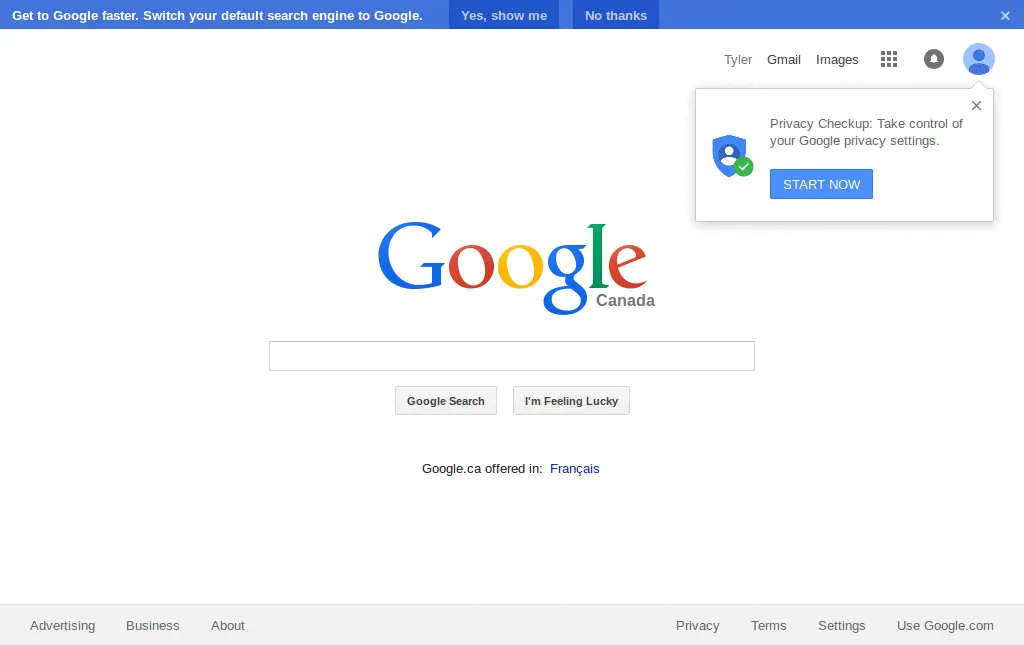 Get to Google faster. Switch your default search engine to Google. Yes, show me No thanks
Tyler Gmail Images
Privacy Checkup: Take control of
your Google privacy settings.
START NOW
Google
Canada
Google Search I'm Feeling Lucky
Google.ca offered in: Français
Advertising Business About Privacy Terms Settings Use Google.com